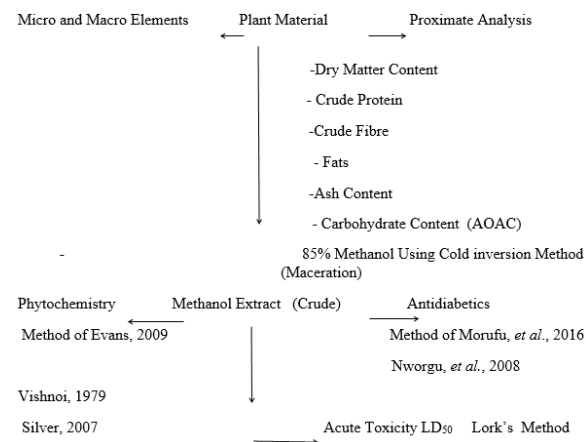 Micro and Macro Elements Plant Material Proximate Analysis
-Dry Matter Content
- Crude Protein
-Crude Fibre
- Fats
-Ash Content
- Carbohydrate Content (AOAC)
- 85% Methanol Using Cold inversion Method
(Maceration)
Phytochemistry Methanol Extract (Crude) Antidiabetics
Method of Evans, 2009 Method of Morufu, et al., 2016
Nworgu, et al., 2008
Vishnoi, 1979
Silver, 2007 Acute Toxicity LD₅₀ Lork’s Method